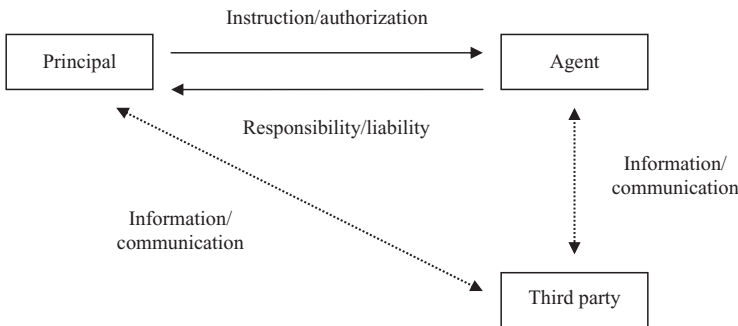 Instruction/authorization
Principal
Agent
Responsibility/liability
Information/
communication
Information/
communication
Third party